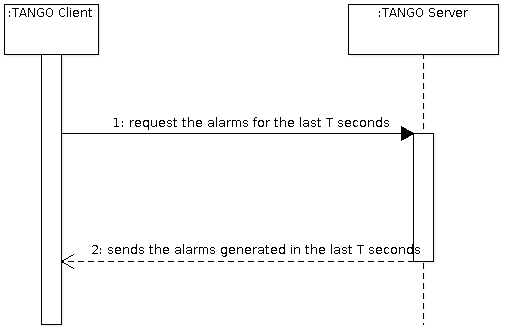 :TANGO Client
:TANGO Server
1: request the alarms for the last T seconds
2: sends the alarms generated in the last T seconds